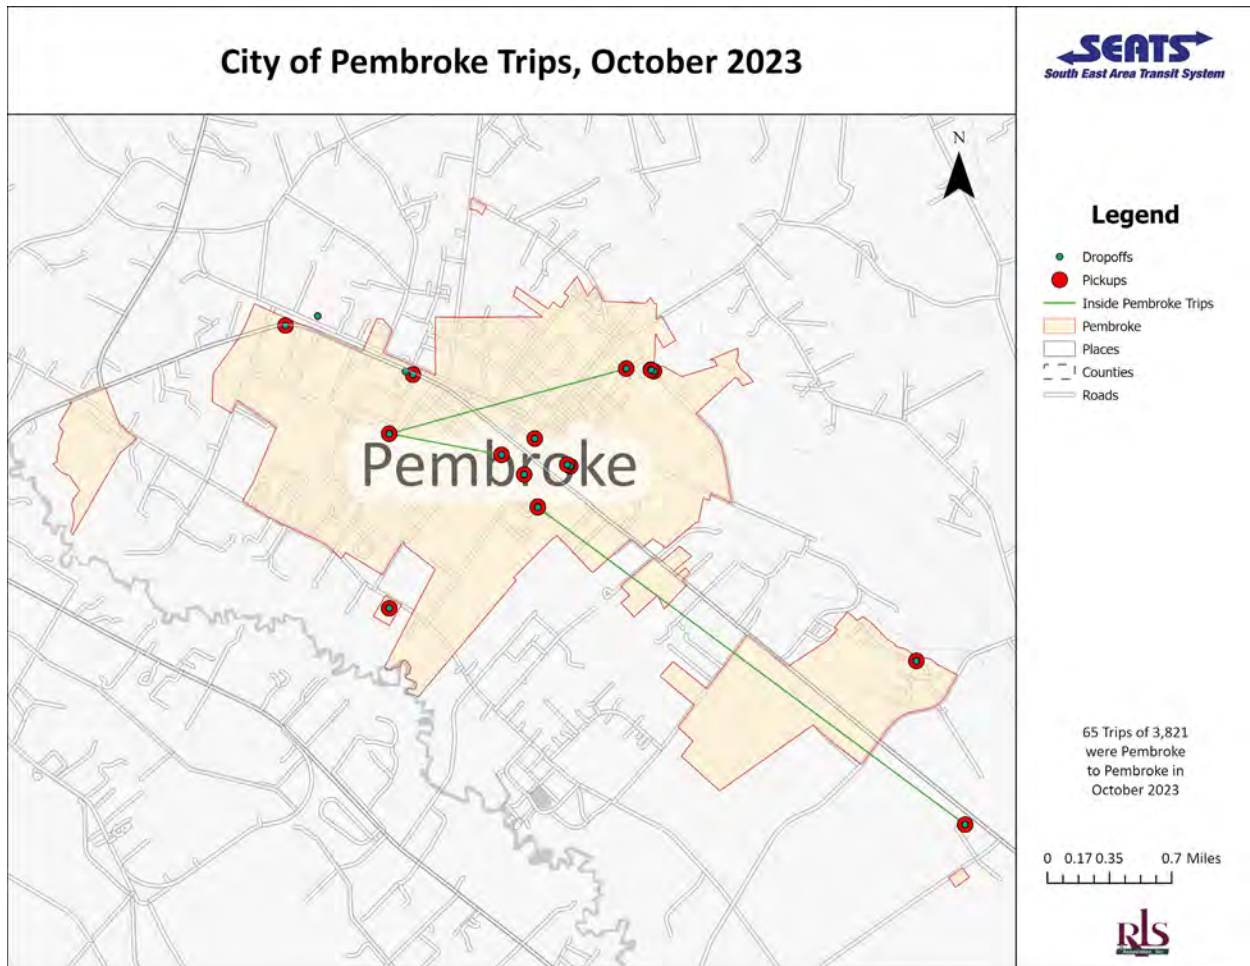 City of Pembroke Trips, October 2023
SEATS
South East Area Transit System
N
Legend
Dropoffs
Pickups
Inside Pembroke Trips
Pembroke
Places
Counties
Roads
Pembroke
65 Trips of 3,821
were Pembroke
to Pembroke in
October 2023
0 0.17 0.35 0.7 Miles
RLS